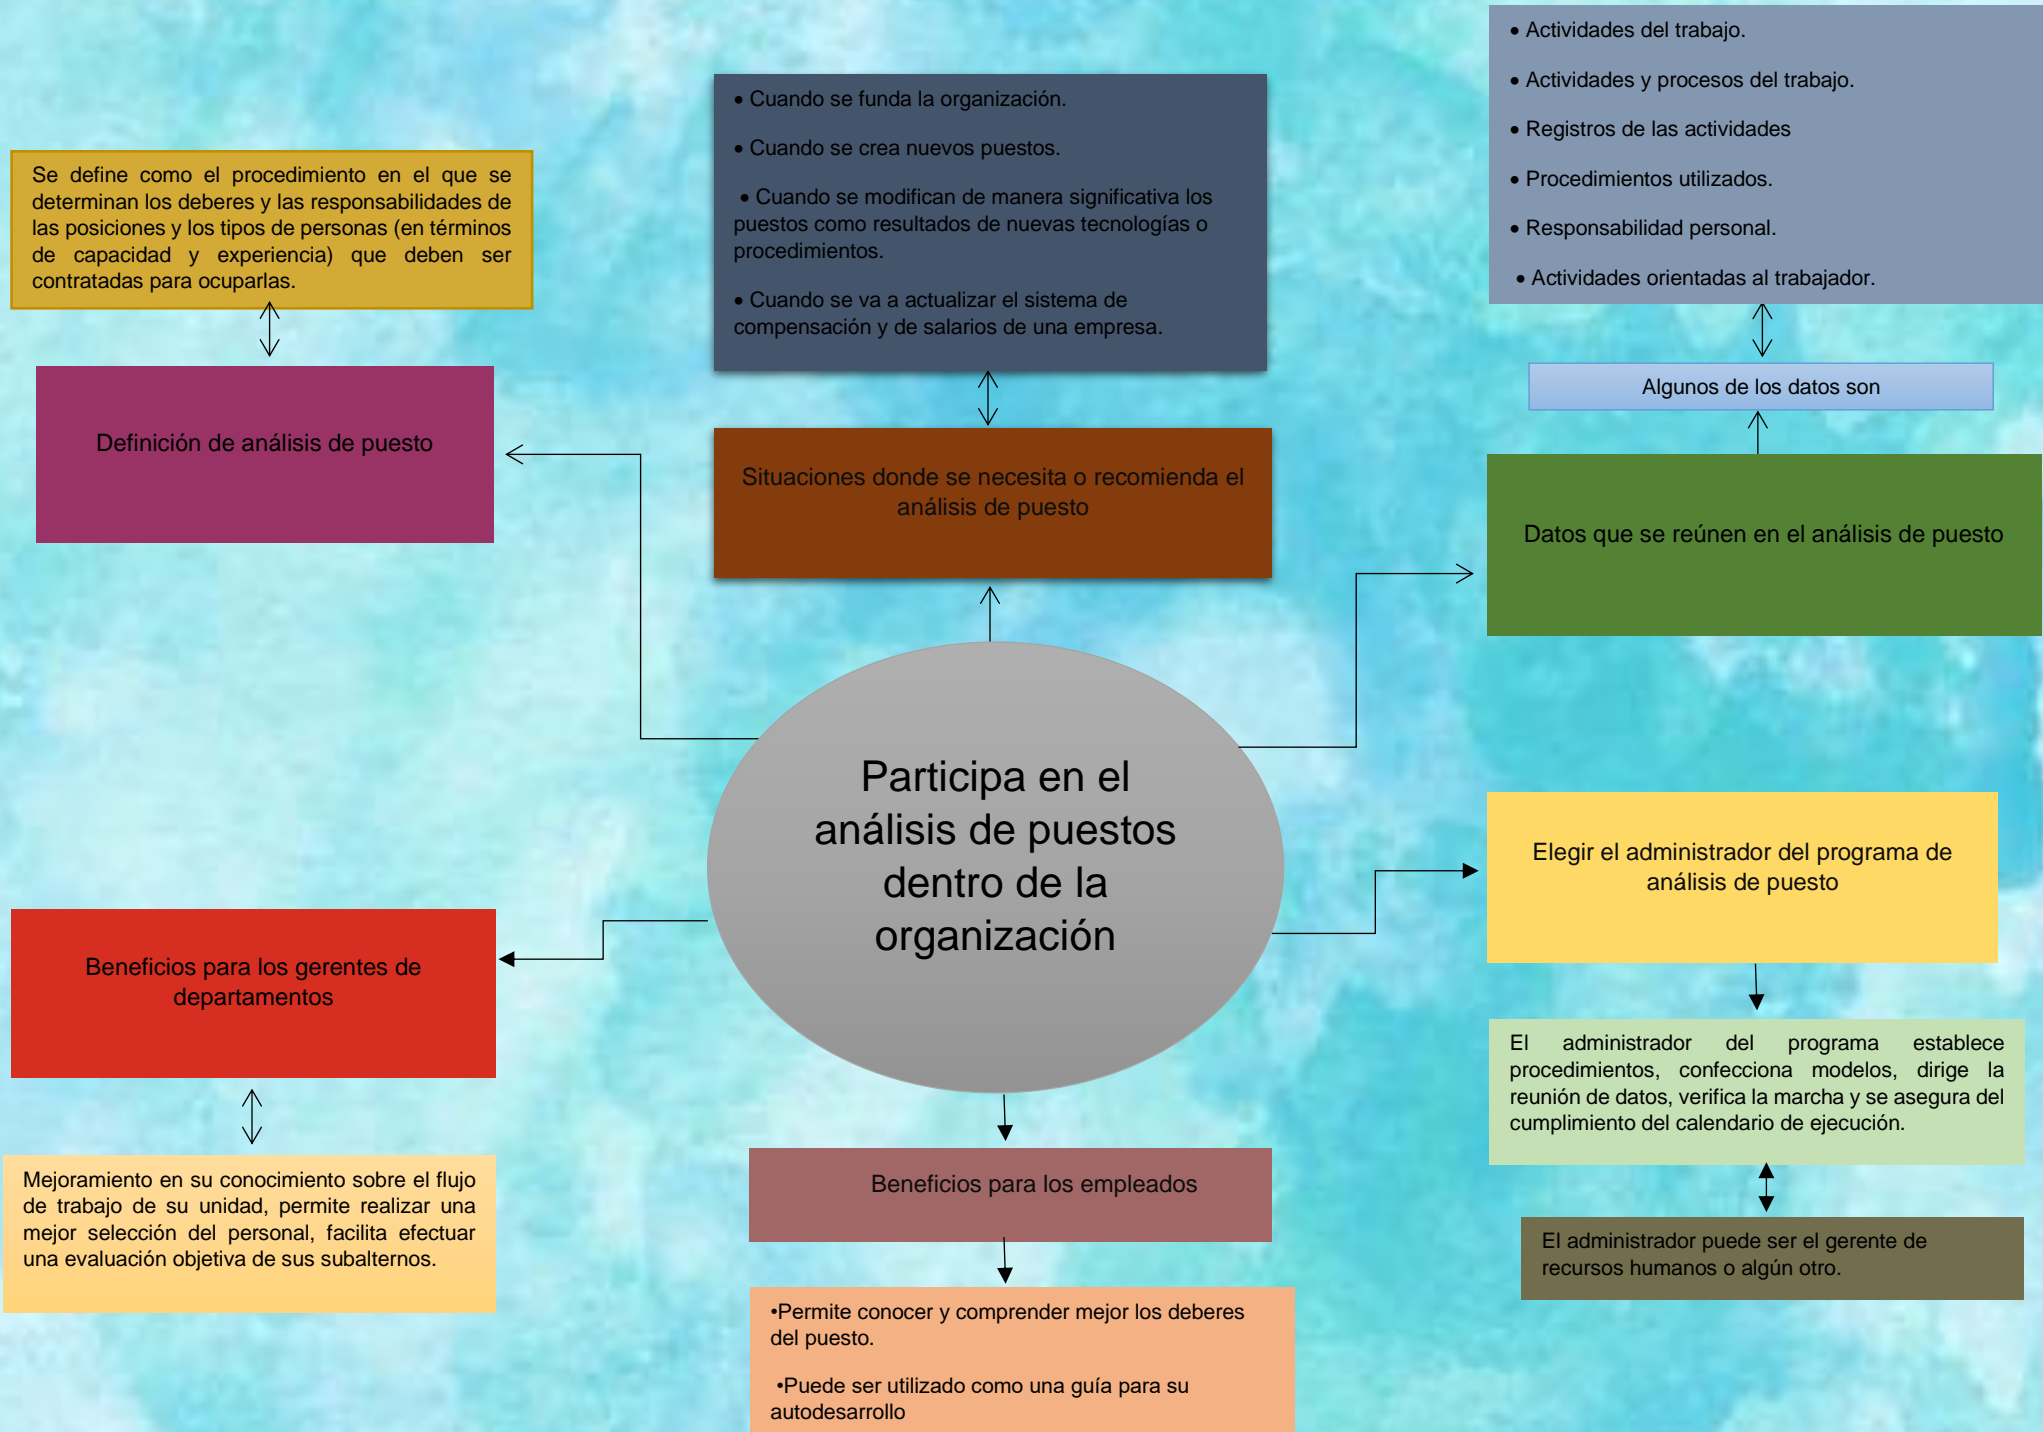 Se define como el procedimiento en el que se
determinan los deberes y las responsabilidades de
las posiciones y los tipos de personas (en términos
de capacidad y experiencia) que deben ser
contratadas para ocuparlas.
Definición de análisis de puesto
• Cuando se funda la organización.
• Cuando se crea nuevos puestos.
• Cuando se modifican de manera significativa los
puestos como resultados de nuevas tecnologías o
procedimientos.
• Cuando se va a actualizar el sistema de
compensación y de salarios de una empresa.
Situaciones donde se necesita o recomienda el
análisis de puesto
• Actividades del trabajo.
• Actividades y procesos del trabajo.
• Registros de las actividades
• Procedimientos utilizados.
• Responsabilidad personal.
• Actividades orientadas al trabajador.
Algunos de los datos son
Datos que se reúnen en el análisis de puesto
Participa en el
análisis de puestos
dentro de la
organización
Elegir el administrador del programa de
análisis de puesto
El administrador del programa establece
procedimientos, confecciona modelos, dirige la
reunión de datos, verifica la marcha y se asegura del
cumplimiento del calendario de ejecución.
El administrador puede ser el gerente de
recursos humanos o algún otro.
Beneficios para los gerentes de
departamentos
Mejoramiento en su conocimiento sobre el flujo
de trabajo de su unidad, permite realizar una
mejor selección del personal, facilita efectuar
una evaluación objetiva de sus subalternos.
Beneficios para los empleados
•Permite conocer y comprender mejor los deberes
del puesto.
•Puede ser utilizado como una guía para su
autodesarrollo